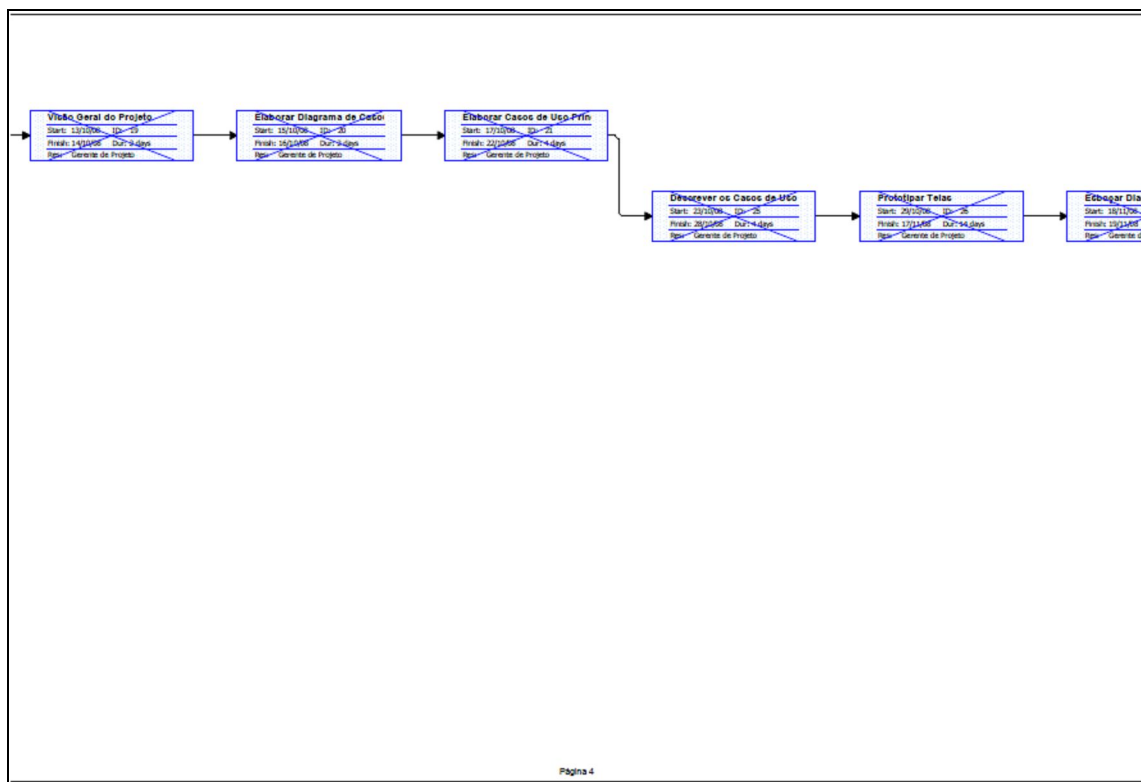 Visão Geral do Projeto
Start: 13/10/08 ID: 19
Finish: 14/10/08 Dur: 2 days
Res: Gerente de Projeto
Elaborar Diagrama de Casos
Start: 15/10/08 ID: 20
Finish: 16/10/08 Dur: 2 days
Res: Gerente de Projeto
Elaborar Casos de Uso Prin
Start: 17/10/08 ID: 21
Finish: 22/10/08 Dur: 4 days
Res: Gerente de Projeto
Descrever os Casos de Uso
Start: 23/10/08 ID: 25
Finish: 28/10/08 Dur: 4 days
Res: Gerente de Projeto
Prototipar Telas
Start: 29/10/08 ID: 26
Finish: 17/11/08 Dur: 14 days
Res: Gerente de Projeto
Esboçar Dia
Start: 18/11/08
Finish: 19/11/08
Res: Gerente d
Página 4